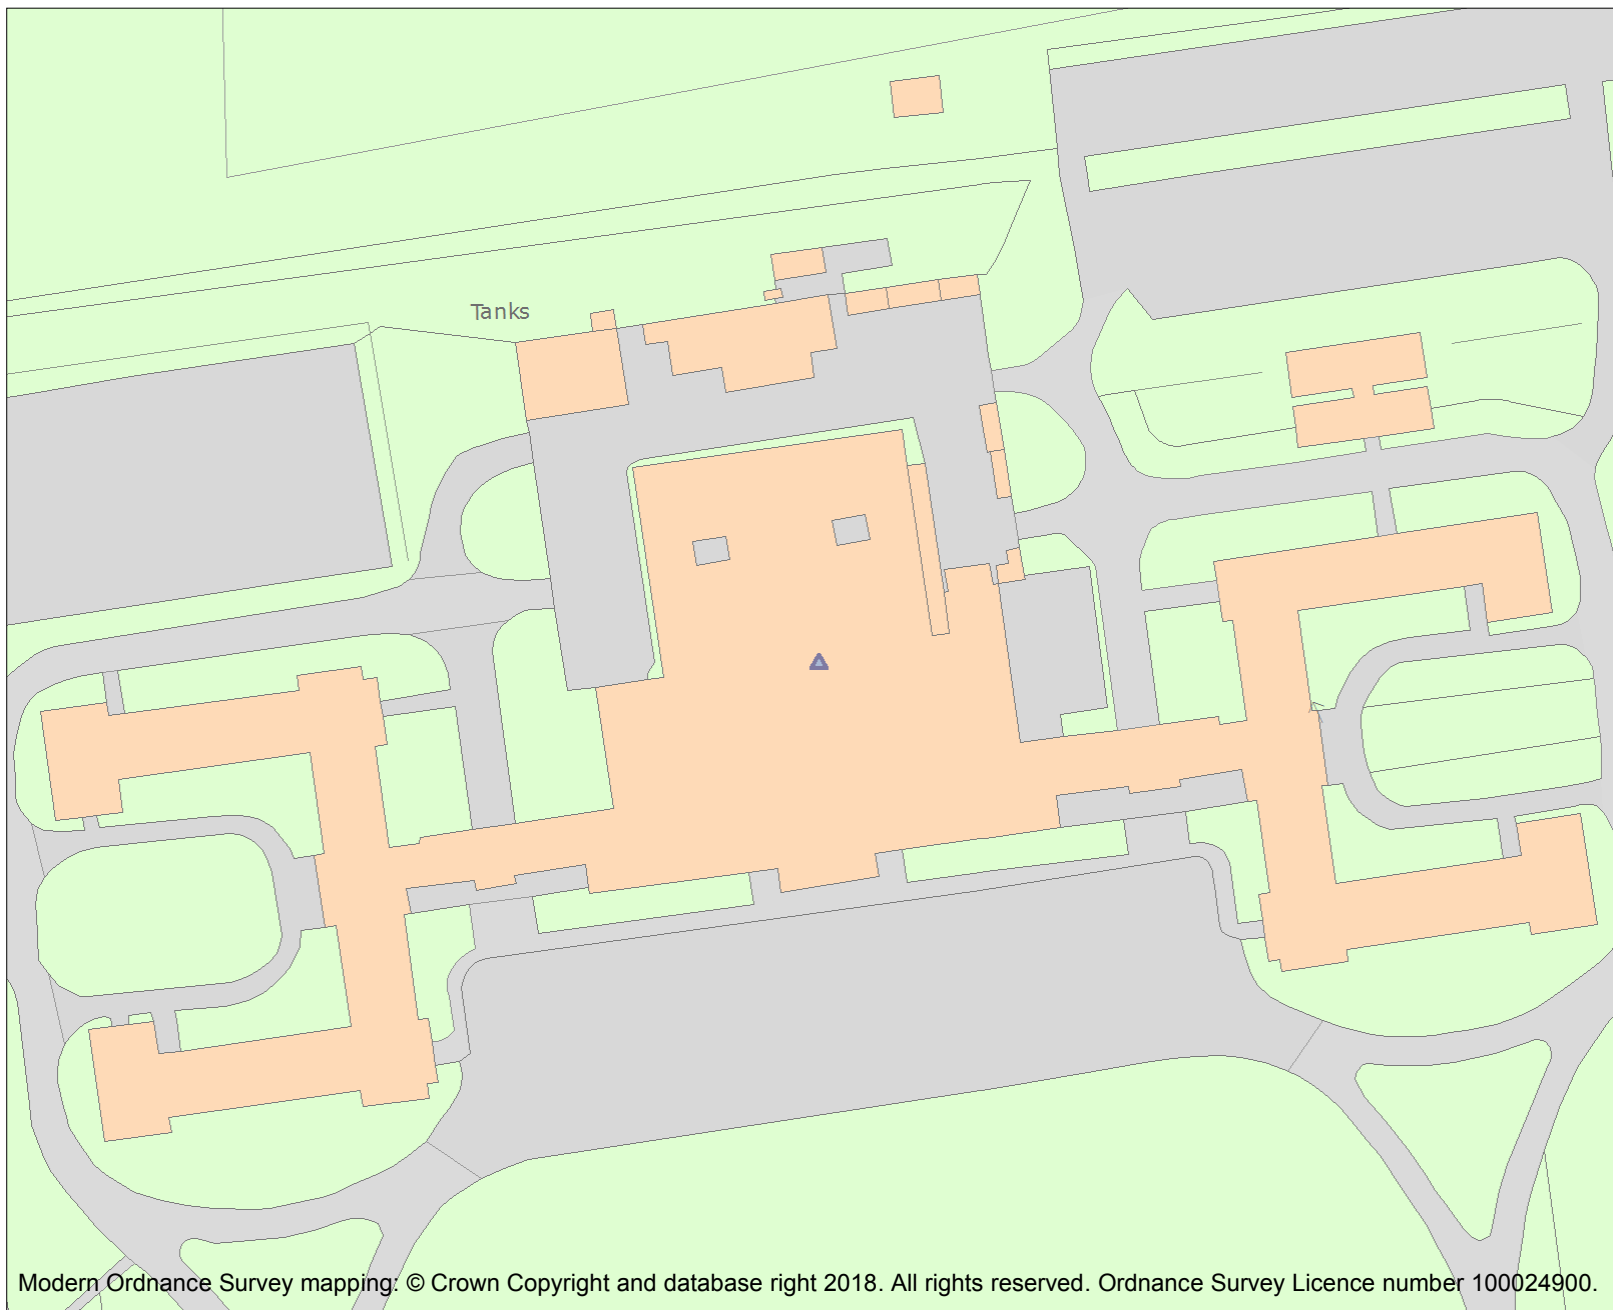 Tanks
Modern Ordnance Survey mapping: © Crown Copyright and database right 2018. All rights reserved. Ordnance Survey Licence number 100024900.